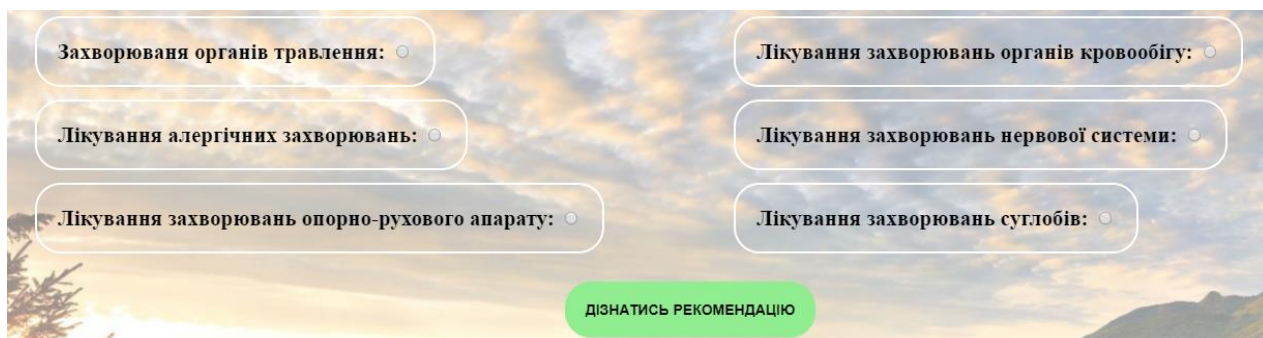 Захворюваня органів травлення:
Лікування захворювань органів кровообігу:
Лікування алергічних захворювань:
Лікування захворювань нервової системи:
Лікування захворювань опорно-рухового апарату:
Лікування захворювань суглобів:
ДІЗНАТИСЬ РЕКОМЕНДАЦІЮ